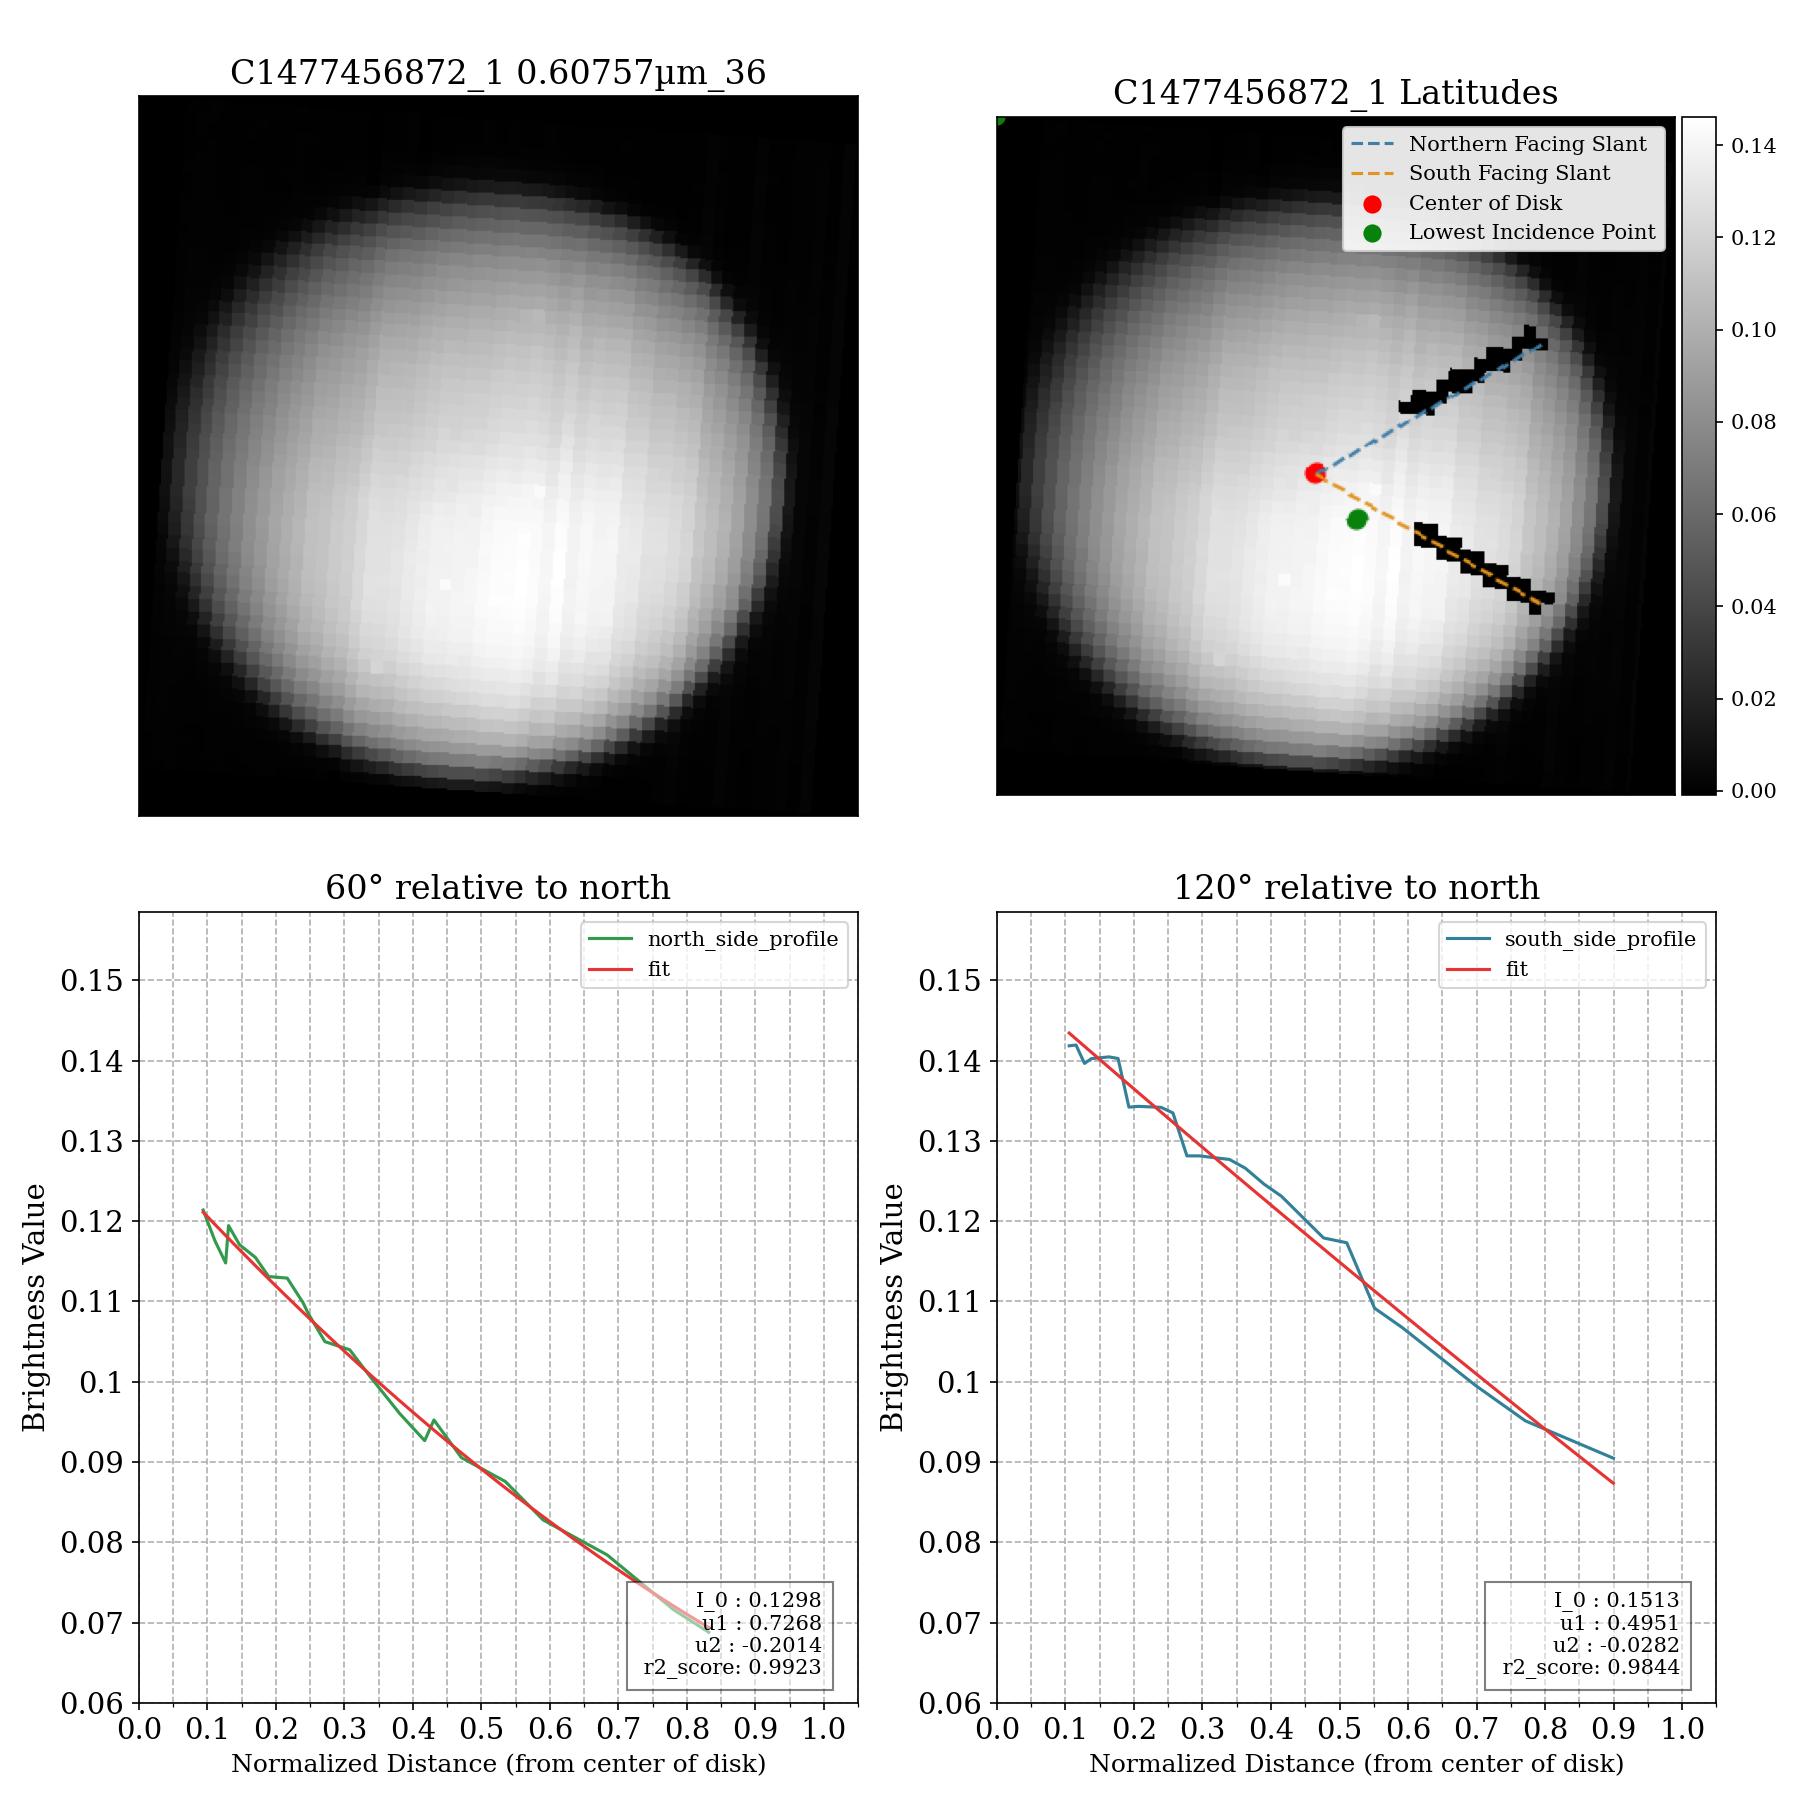 C1477456872_1 0.60757µm_36
C1477456872_1 Latitudes
Northern Facing Slant
South Facing Slant
Center of Disk
Lowest Incidence Point
0.14
0.12
0.10
0.08
0.06
0.04
0.02
0.00
60° relative to north
north_side_profile
fit
Brightness Value
0.15
0.14
0.13
0.12
0.11
0.1
0.09
0.08
0.07
0.06
I_0 : 0.1298
u1 : 0.7268
u2 : -0.2014
r2_score: 0.9923
0.0 0.1 0.2 0.3 0.4 0.5 0.6 0.7 0.8 0.9 1.0
Normalized Distance (from center of disk)
120° relative to north
south_side_profile
fit
Brightness Value
0.15
0.14
0.13
0.12
0.11
0.1
0.09
0.08
0.07
0.06
I_0 : 0.1513
u1 : 0.4951
u2 : -0.0282
r2_score: 0.9844
0.0 0.1 0.2 0.3 0.4 0.5 0.6 0.7 0.8 0.9 1.0
Normalized Distance (from center of disk)